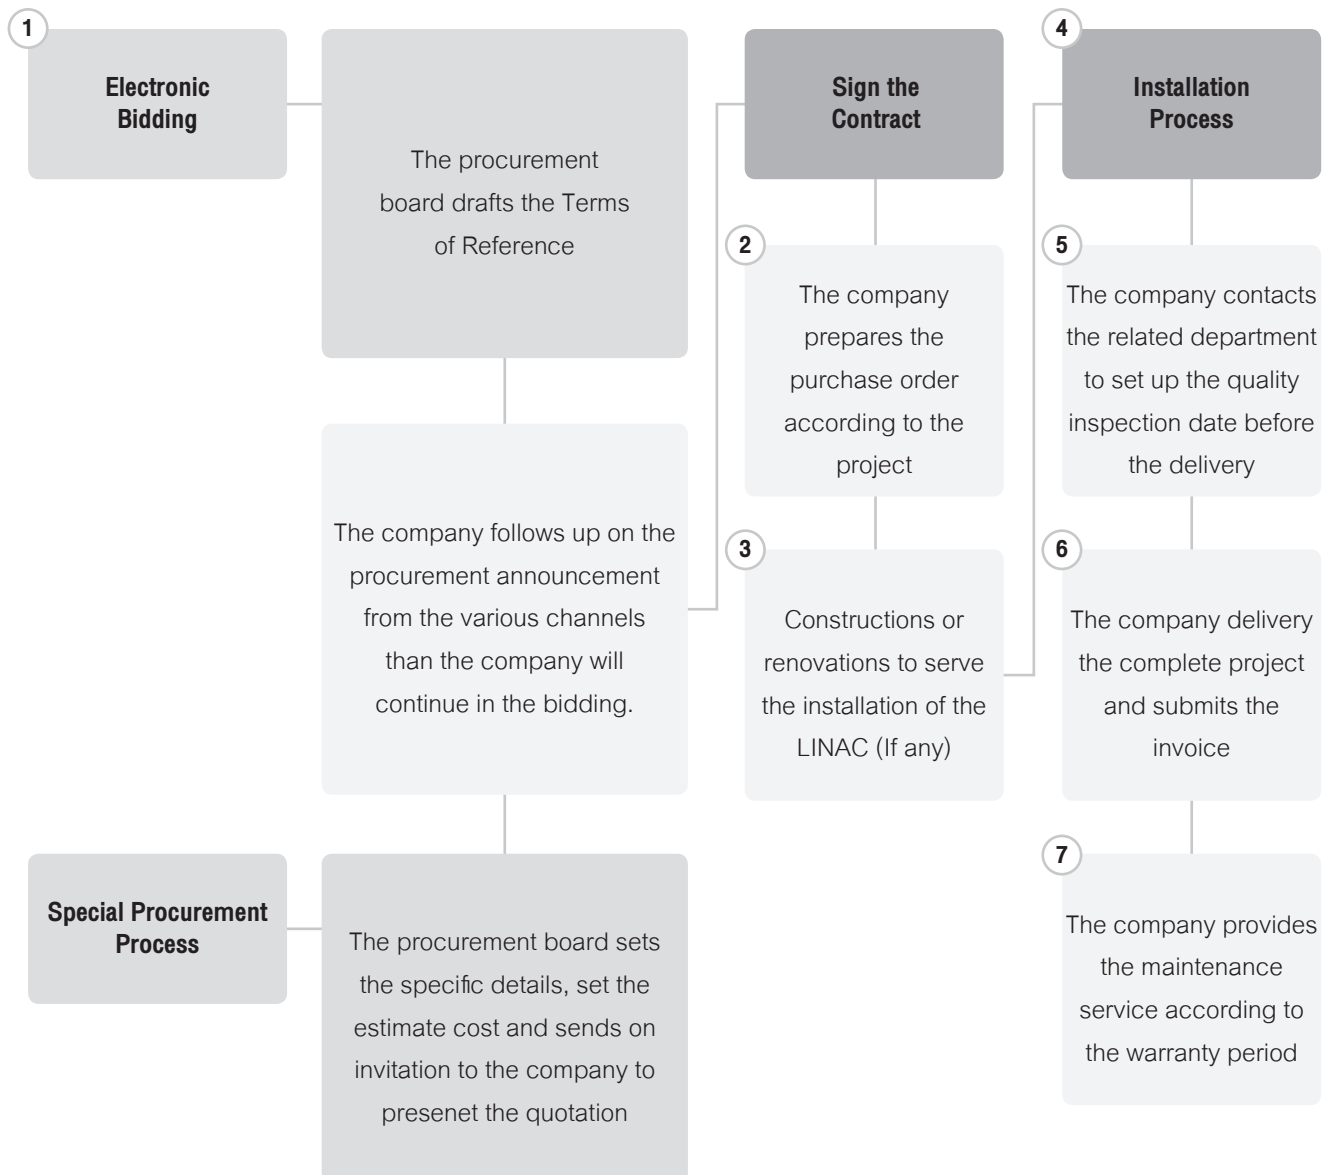 1
Electronic
Bidding
The procurement
board drafts the Terms
of Reference
The company follows up on the
procurement announcement
from the various channels
than the company will
continue in the bidding.
Special Procurement
Process
The procurement board sets
the specific details, set the
estimate cost and sends on
invitation to the company to
presenet the quotation
Sign the
Contract
2
The company
prepares the
purchase order
according to the
project
3
Constructions or
renovations to serve
the installation of the
LINAC (If any)
4
Installation
Process
5
The company contacts
the related department
to set up the quality
inspection date before
the delivery
6
The company delivery
the complete project
and submits the
invoice
7
The company provides
the maintenance
service according to
the warranty period